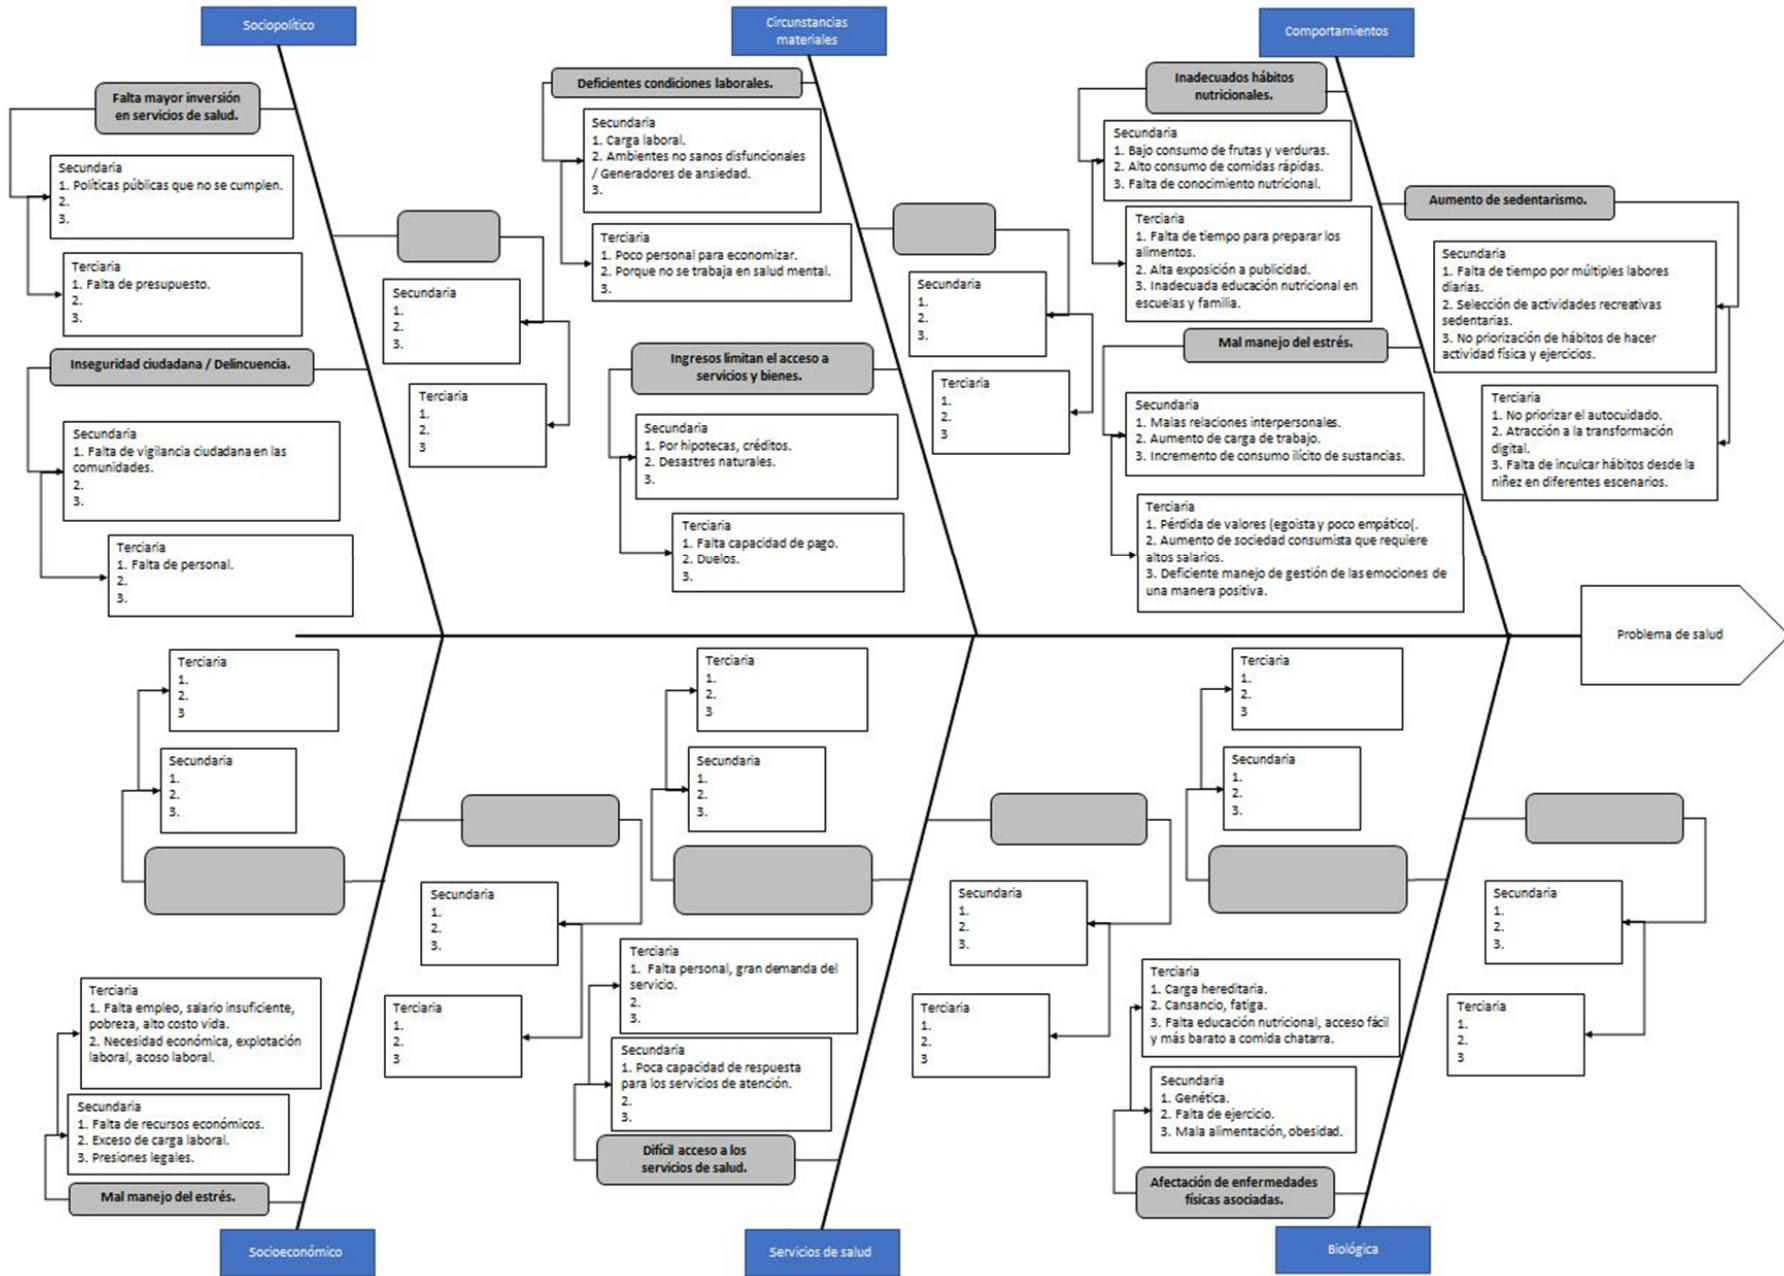 Sociopolítico
Falta mayor inversión
en servicios de salud.
Secundaria
1. Políticas públicas que no se cumplen.
2.
3.
Terciaria
1. Falta de presupuesto.
2.
3.
Inseguridad ciudadana / Delincuencia.
Secundaria
1. Falta de vigilancia ciudadana en las
comunidades.
2.
3.
Terciaria
1. Falta de personal.
2.
3.
Secundaria
1.
2.
3.
Terciaria
1.
2.
3
Circunstancias
materiales
Deficientes condiciones laborales.
Secundaria
1. Carga laboral.
2. Ambientes no sanos disfuncionales
/ Generadores de ansiedad.
3.
Terciaria
1. Poco personal para economizar.
2. Porque no se trabaja en salud mental.
3.
Ingresos limitan el acceso a
servicios y bienes.
Secundaria
1. Por hipotecas, créditos.
2. Desastres naturales.
3.
Terciaria
1. Falta capacidad de pago.
2. Duelos.
3.
Secundaria
1.
2.
3.
Terciaria
1.
2.
3
Comportamientos
Inadecuados hábitos
nutricionales.
Secundaria
1. Bajo consumo de frutas y verduras.
2. Alto consumo de comidas rápidas.
3. Falta de conocimiento nutricional.
Terciaria
1. Falta de tiempo para preparar los
alimentos.
2. Alta exposición a publicidad.
3. Inadecuada educación nutricional en
escuelas y familia.
Mal manejo del estrés.
Secundaria
1. Malas relaciones interpersonales.
2. Aumento de carga de trabajo.
3. Incremento de consumo ilícito de sustancias.
Terciaria
1. Pérdida de valores (egoista y poco empático(.
2. Aumento de sociedad consumista que requiere
altos salarios.
3. Deficiente manejo de gestión de las emociones de
una manera positiva.
Aumento de sedentarismo.
Secundaria
1. Falta de tiempo por múltiples labores
diarias.
2. Selección de actividades recreativas
sedentarias.
3. No priorización de hábitos de hacer
actividad física y ejercicios.
Terciaria
1. No priorizar el autocuidado.
2. Atracción a la transformación
digital.
3. Falta de inculcar hábitos desde la
niñez en diferentes escenarios.
Problema de salud
Terciaria
1.
2.
3
Secundaria
1.
2.
3.
Terciaria
1. Falta empleo, salario insuficiente,
pobreza, alto costo vida.
2. Necesidad económica, explotación
laboral, acoso laboral.
Secundaria
1. Falta de recursos económicos.
2. Exceso de carga laboral.
3. Presiones legales.
Mal manejo del estrés.
Secundaria
1.
2.
3.
Terciaria
1.
2.
3
Socioeconómico
Terciaria
1.
2.
3
Secundaria
1.
2.
3.
Terciaria
1. Falta personal, gran demanda del
servicio.
2.
3.
Secundaria
1. Poca capacidad de respuesta
para los servicios de atención.
2.
3.
Difícil acceso a los
servicios de salud.
Secundaria
1.
2.
3.
Terciaria
1.
2.
3
Servicios de salud
Terciaria
1.
2.
3
Secundaria
1.
2.
3.
Terciaria
1. Carga hereditaria.
2. Cansancio, fatiga.
3. Falta educación nutricional, acceso fácil
y más barato a comida chatarra.
Secundaria
1. Genética.
2. Falta de ejercicio.
3. Mala alimentación, obesidad.
Afectación de enfermedades
físicas asociadas.
Secundaria
1.
2.
3.
Terciaria
1.
2.
3
Biológica